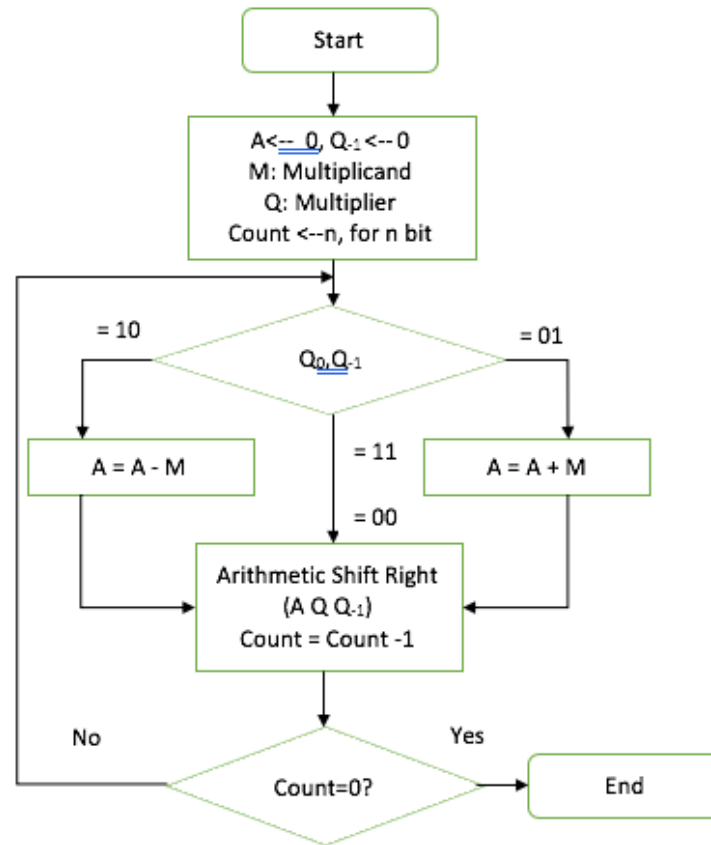 Start
A<-- 0, Q-1 <-- 0
M: Multiplicand
Q: Multiplier
Count <--n, for n bit
= 10
Q0,Q-1
= 01
A = A - M
= 11
A = A + M
= 00
Arithmetic Shift Right
(A Q Q-1)
Count = Count -1
No
Yes
Count=0?
End